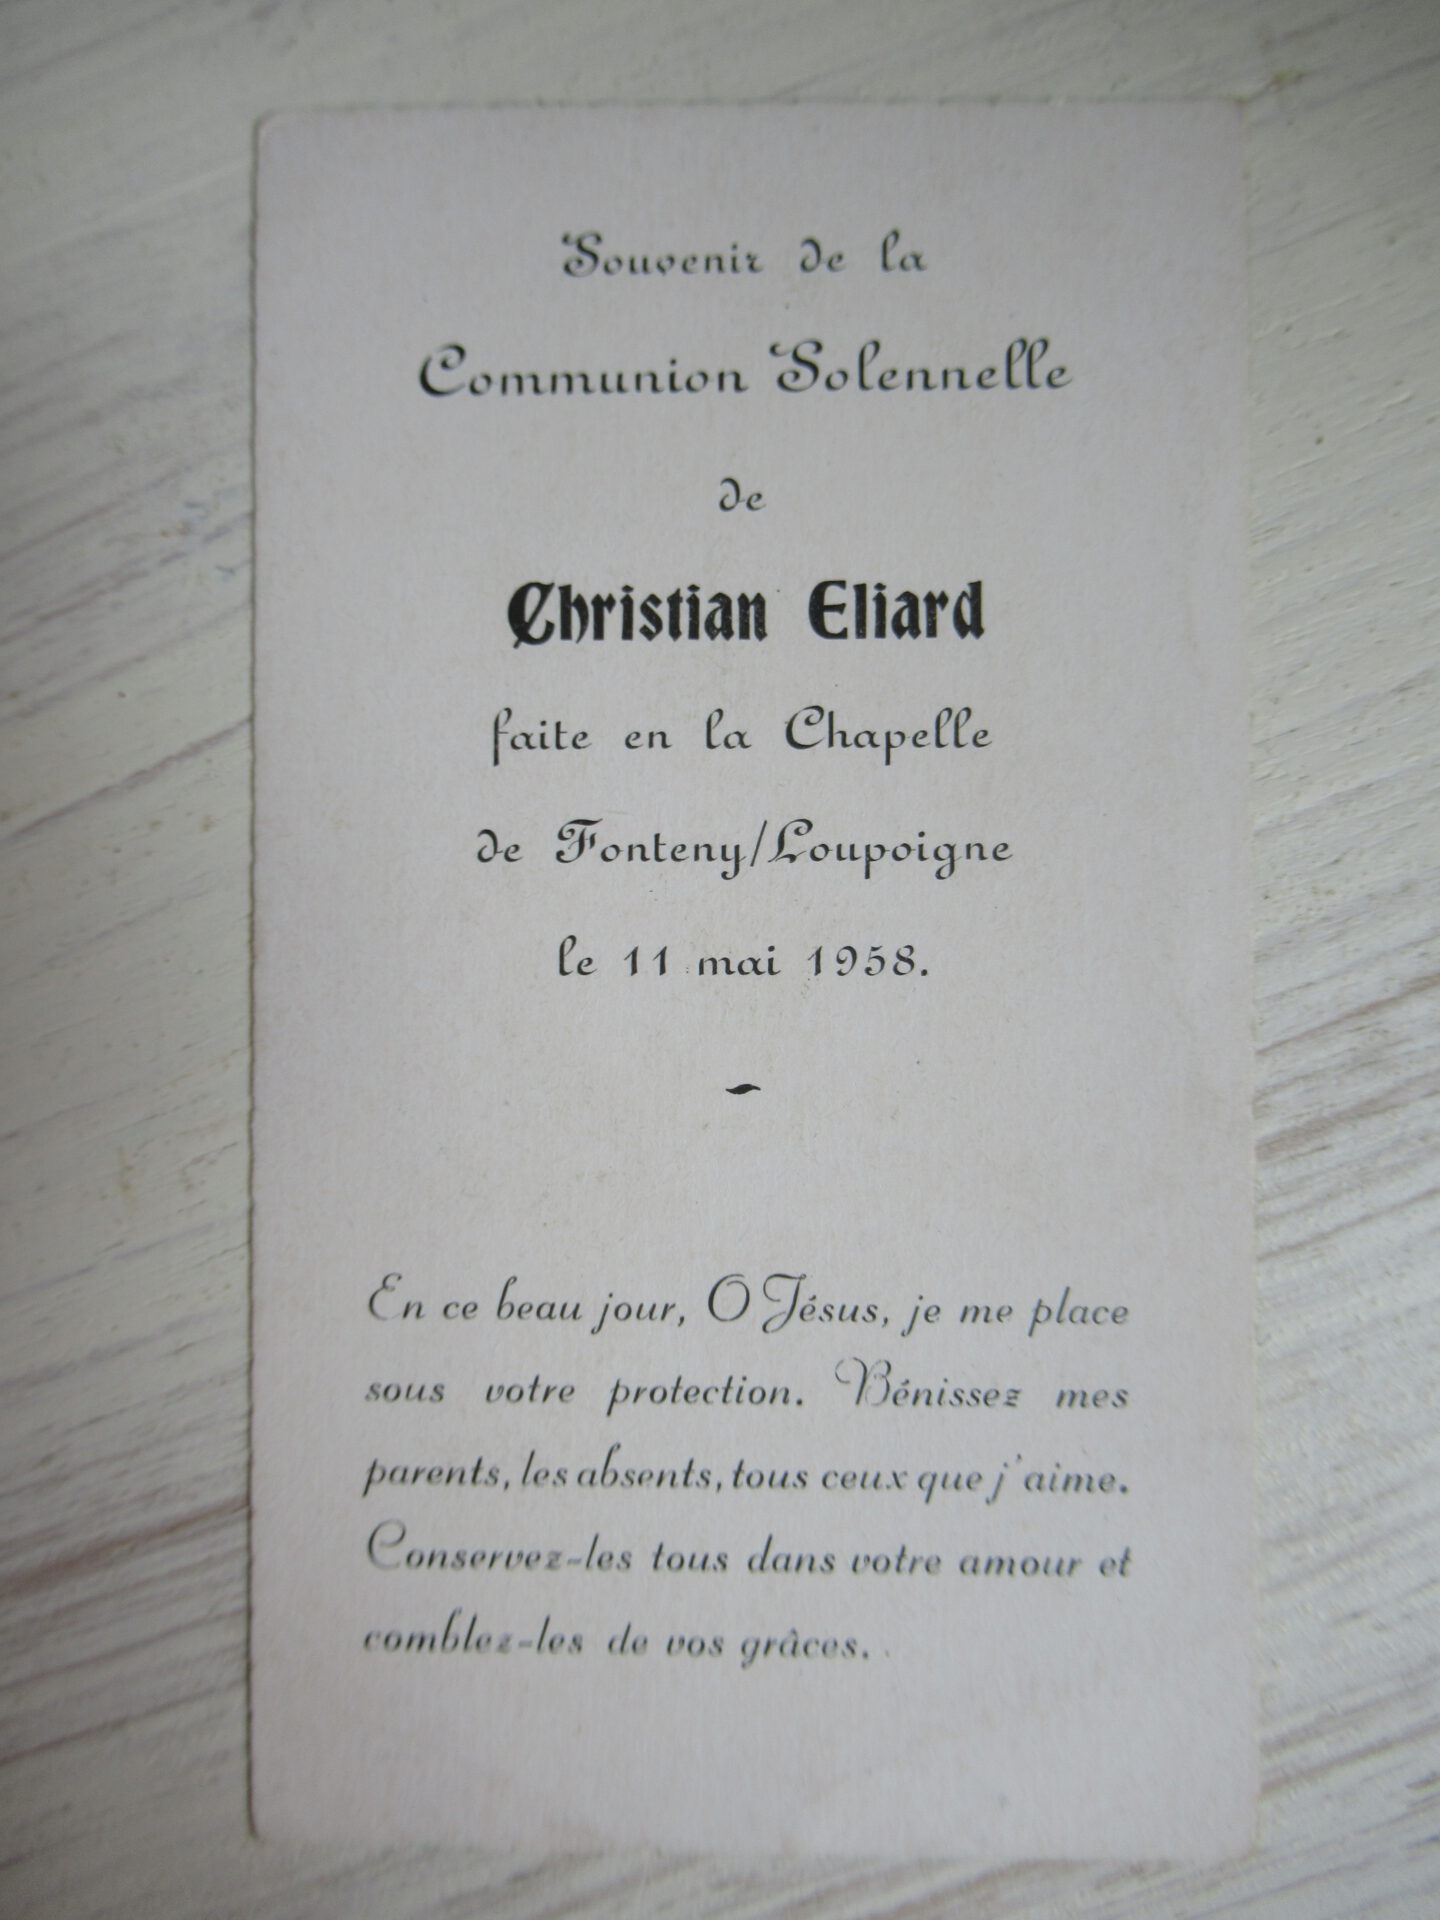 Souvenir de la
Communion Solennelle
de
Christian Eliard
faite en la Chapelle
de Fonteny/Loupoigne
le 11 mai 1958.
En ce beau jour, O Jésus, je me place
sous votre protection. Bénissez mes
parents, les absents, tous ceux que j'aime.
Conservez-les tous dans votre amour et
comblez-les de vos grâces.